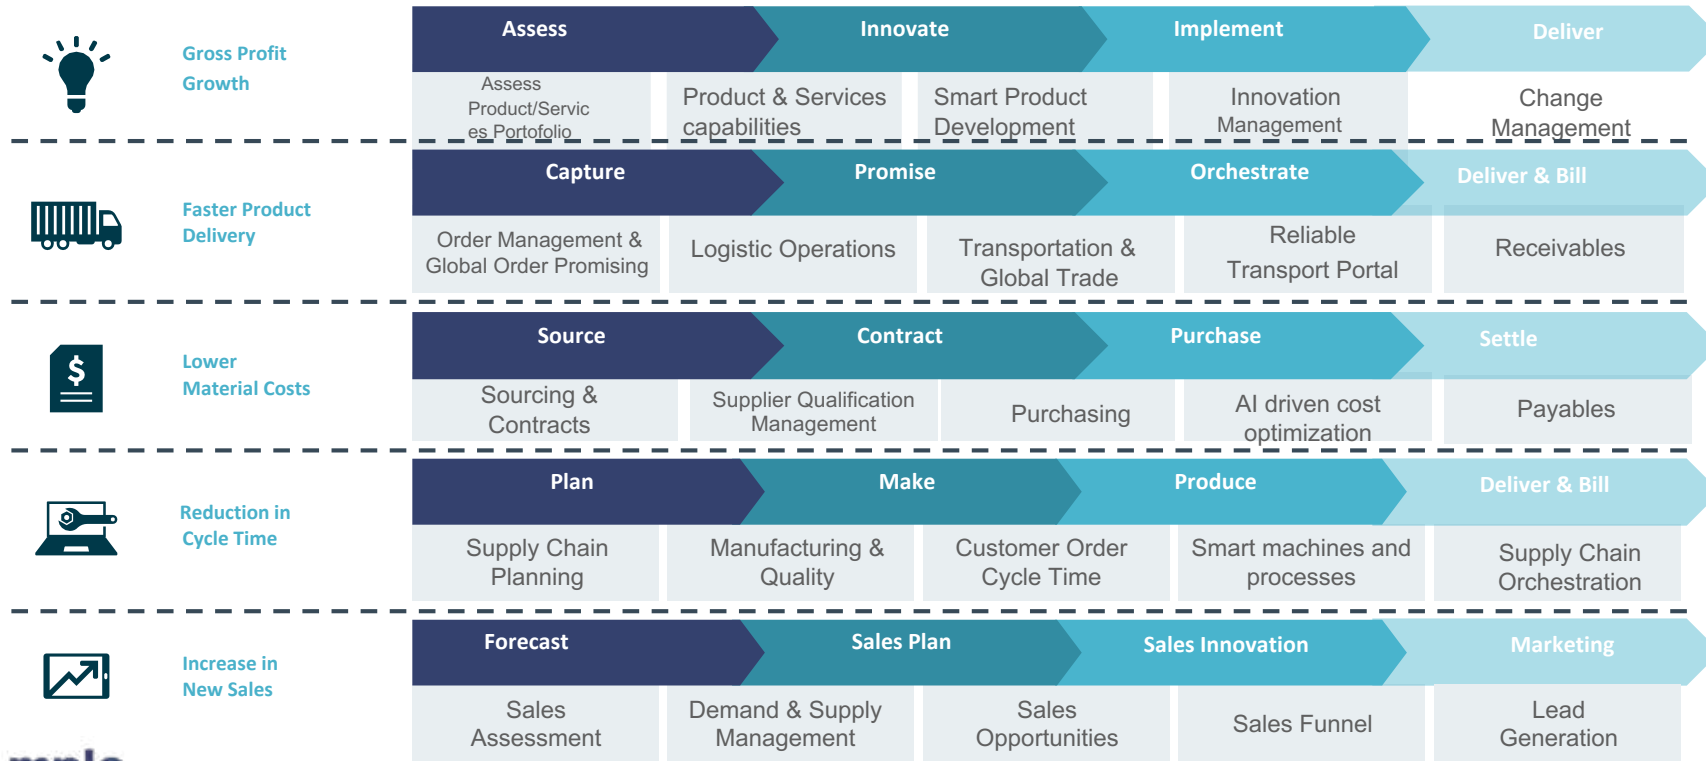 Gross Profit
Growth
Assess
Innovate
Implement
Deliver
Assess
Product/Servic
es Portofolio
Product & Services
capabilities
Smart Product
Development
Innovation
Management
Change
Management
Faster Product
Delivery
Capture
Promise
Orchestrate
Deliver & Bill
Order Management &
Global Order Promising
Logistic Operations
Transportation &
Global Trade
Reliable
Transport Portal
Receivables
Lower
Material Costs
$
Source
Contract
Purchase
Settle
Sourcing &
Contracts
Supplier Qualification
Management
Purchasing
AI driven cost
optimization
Payables
Reduction in
Cycle Time
Plan
Make
Produce
Deliver & Bill
Supply Chain
Planning
Manufacturing &
Quality
Customer Order
Cycle Time
Smart machines and
processes
Supply Chain
Orchestration
Increase in
New Sales
Forecast
Sales Plan
Sales Innovation
Marketing
Sales
Assessment
Demand & Supply
Management
Sales
Opportunities
Sales Funnel
Lead
Generation